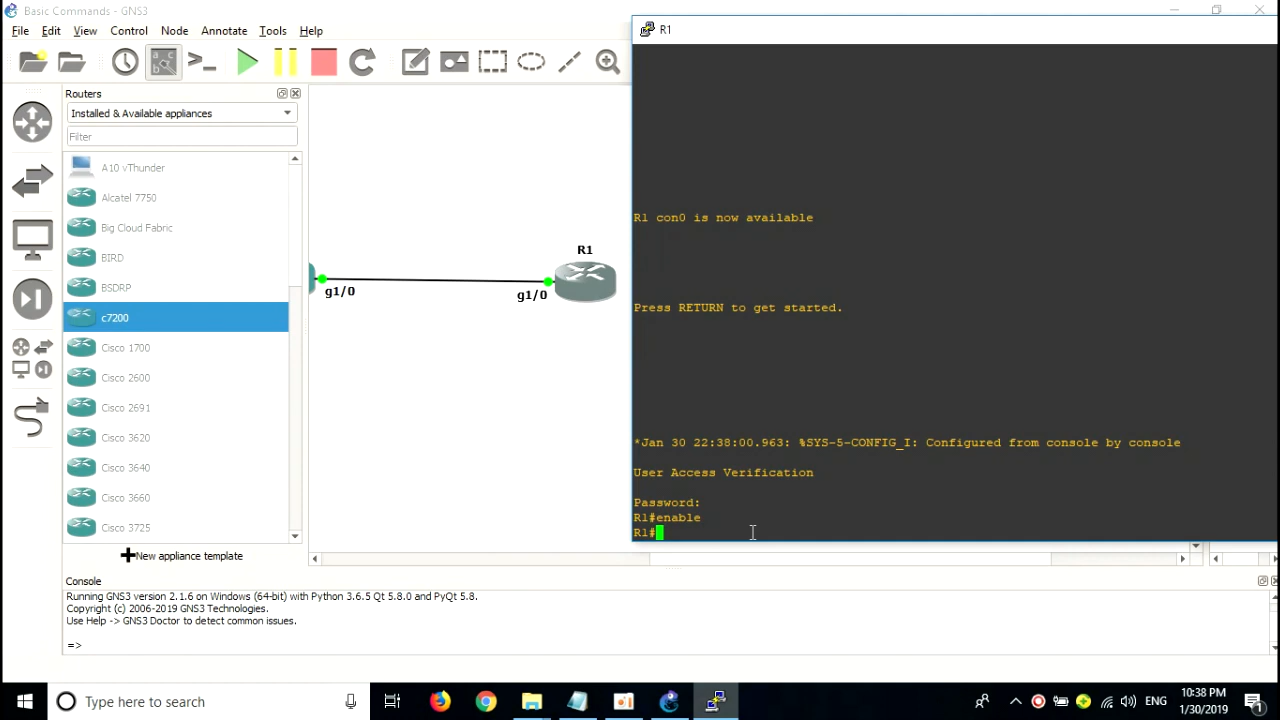 Basic Commands - GNS3
File Edit View Control Node Annotate Tools Help
Routers
Installed & Available appliances
Filter
A10 vThunder
Alcatel 7750
Big Cloud Fabric
BIRD
BSDRP
c7200
Cisco 1700
Cisco 2600
Cisco 2691
Cisco 3620
Cisco 3640
Cisco 3660
Cisco 3725
New appliance template
R1
g1/0
g1/0
R1
R1 con0 is now available
Press RETURN to get started.
*Jan 30 22:38:00.963: %SYS-5-CONFIG_I: Configured from console by console
User Access Verification
Password:
R1#enable
R1#
Console
Running GNS3 version 2.1.6 on Windows (64-bit) with Python 3.6.5 Qt 5.8.0 and PyQt 5.8.
Copyright (c) 2006-2019 GNS3 Technologies.
Use Help -> GNS3 Doctor to detect common issues.
=>
Type here to search
ENG
10:38 PM
1/30/2019
1